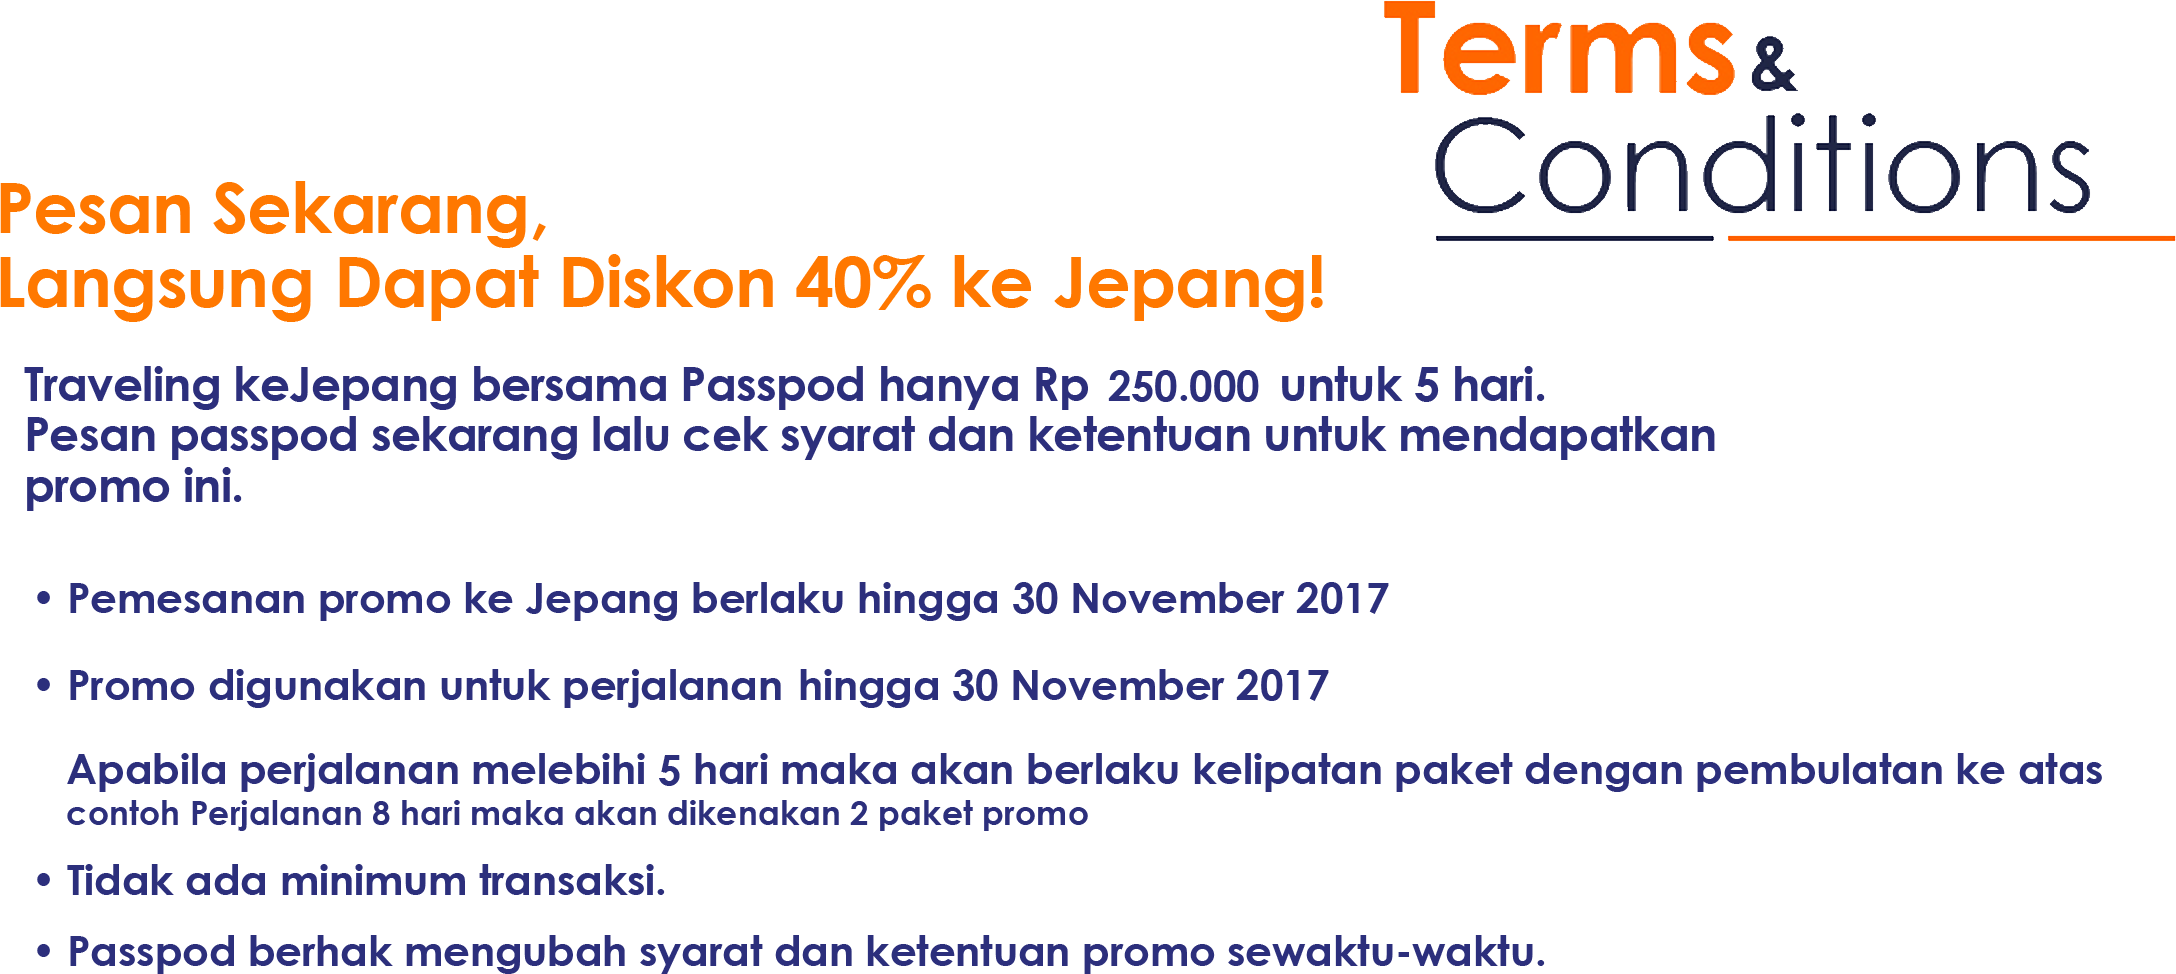 Terms &
Conditions
Pesan Sekarang,
Langsung Dapat Diskon 40% ke Jepang!
Traveling keJepang bersama Passpod hanya Rp 250.000 untuk 5 hari.
Pesan passpod sekarang lalu cek syarat dan ketentuan untuk mendapatkan
promo ini.
• Pemesanan promo ke Jepang berlaku hingga 30 November 2017
• Promo digunakan untuk perjalanan hingga 30 November 2017
Apabila perjalanan melebihi 5 hari maka akan berlaku kelipatan paket dengan pembulatan ke atas
contoh Perjalanan 8 hari maka akan dikenakan 2 paket promo
• Tidak ada minimum transaksi.
• Passpod berhak mengubah syarat dan ketentuan promo sewaktu-waktu.